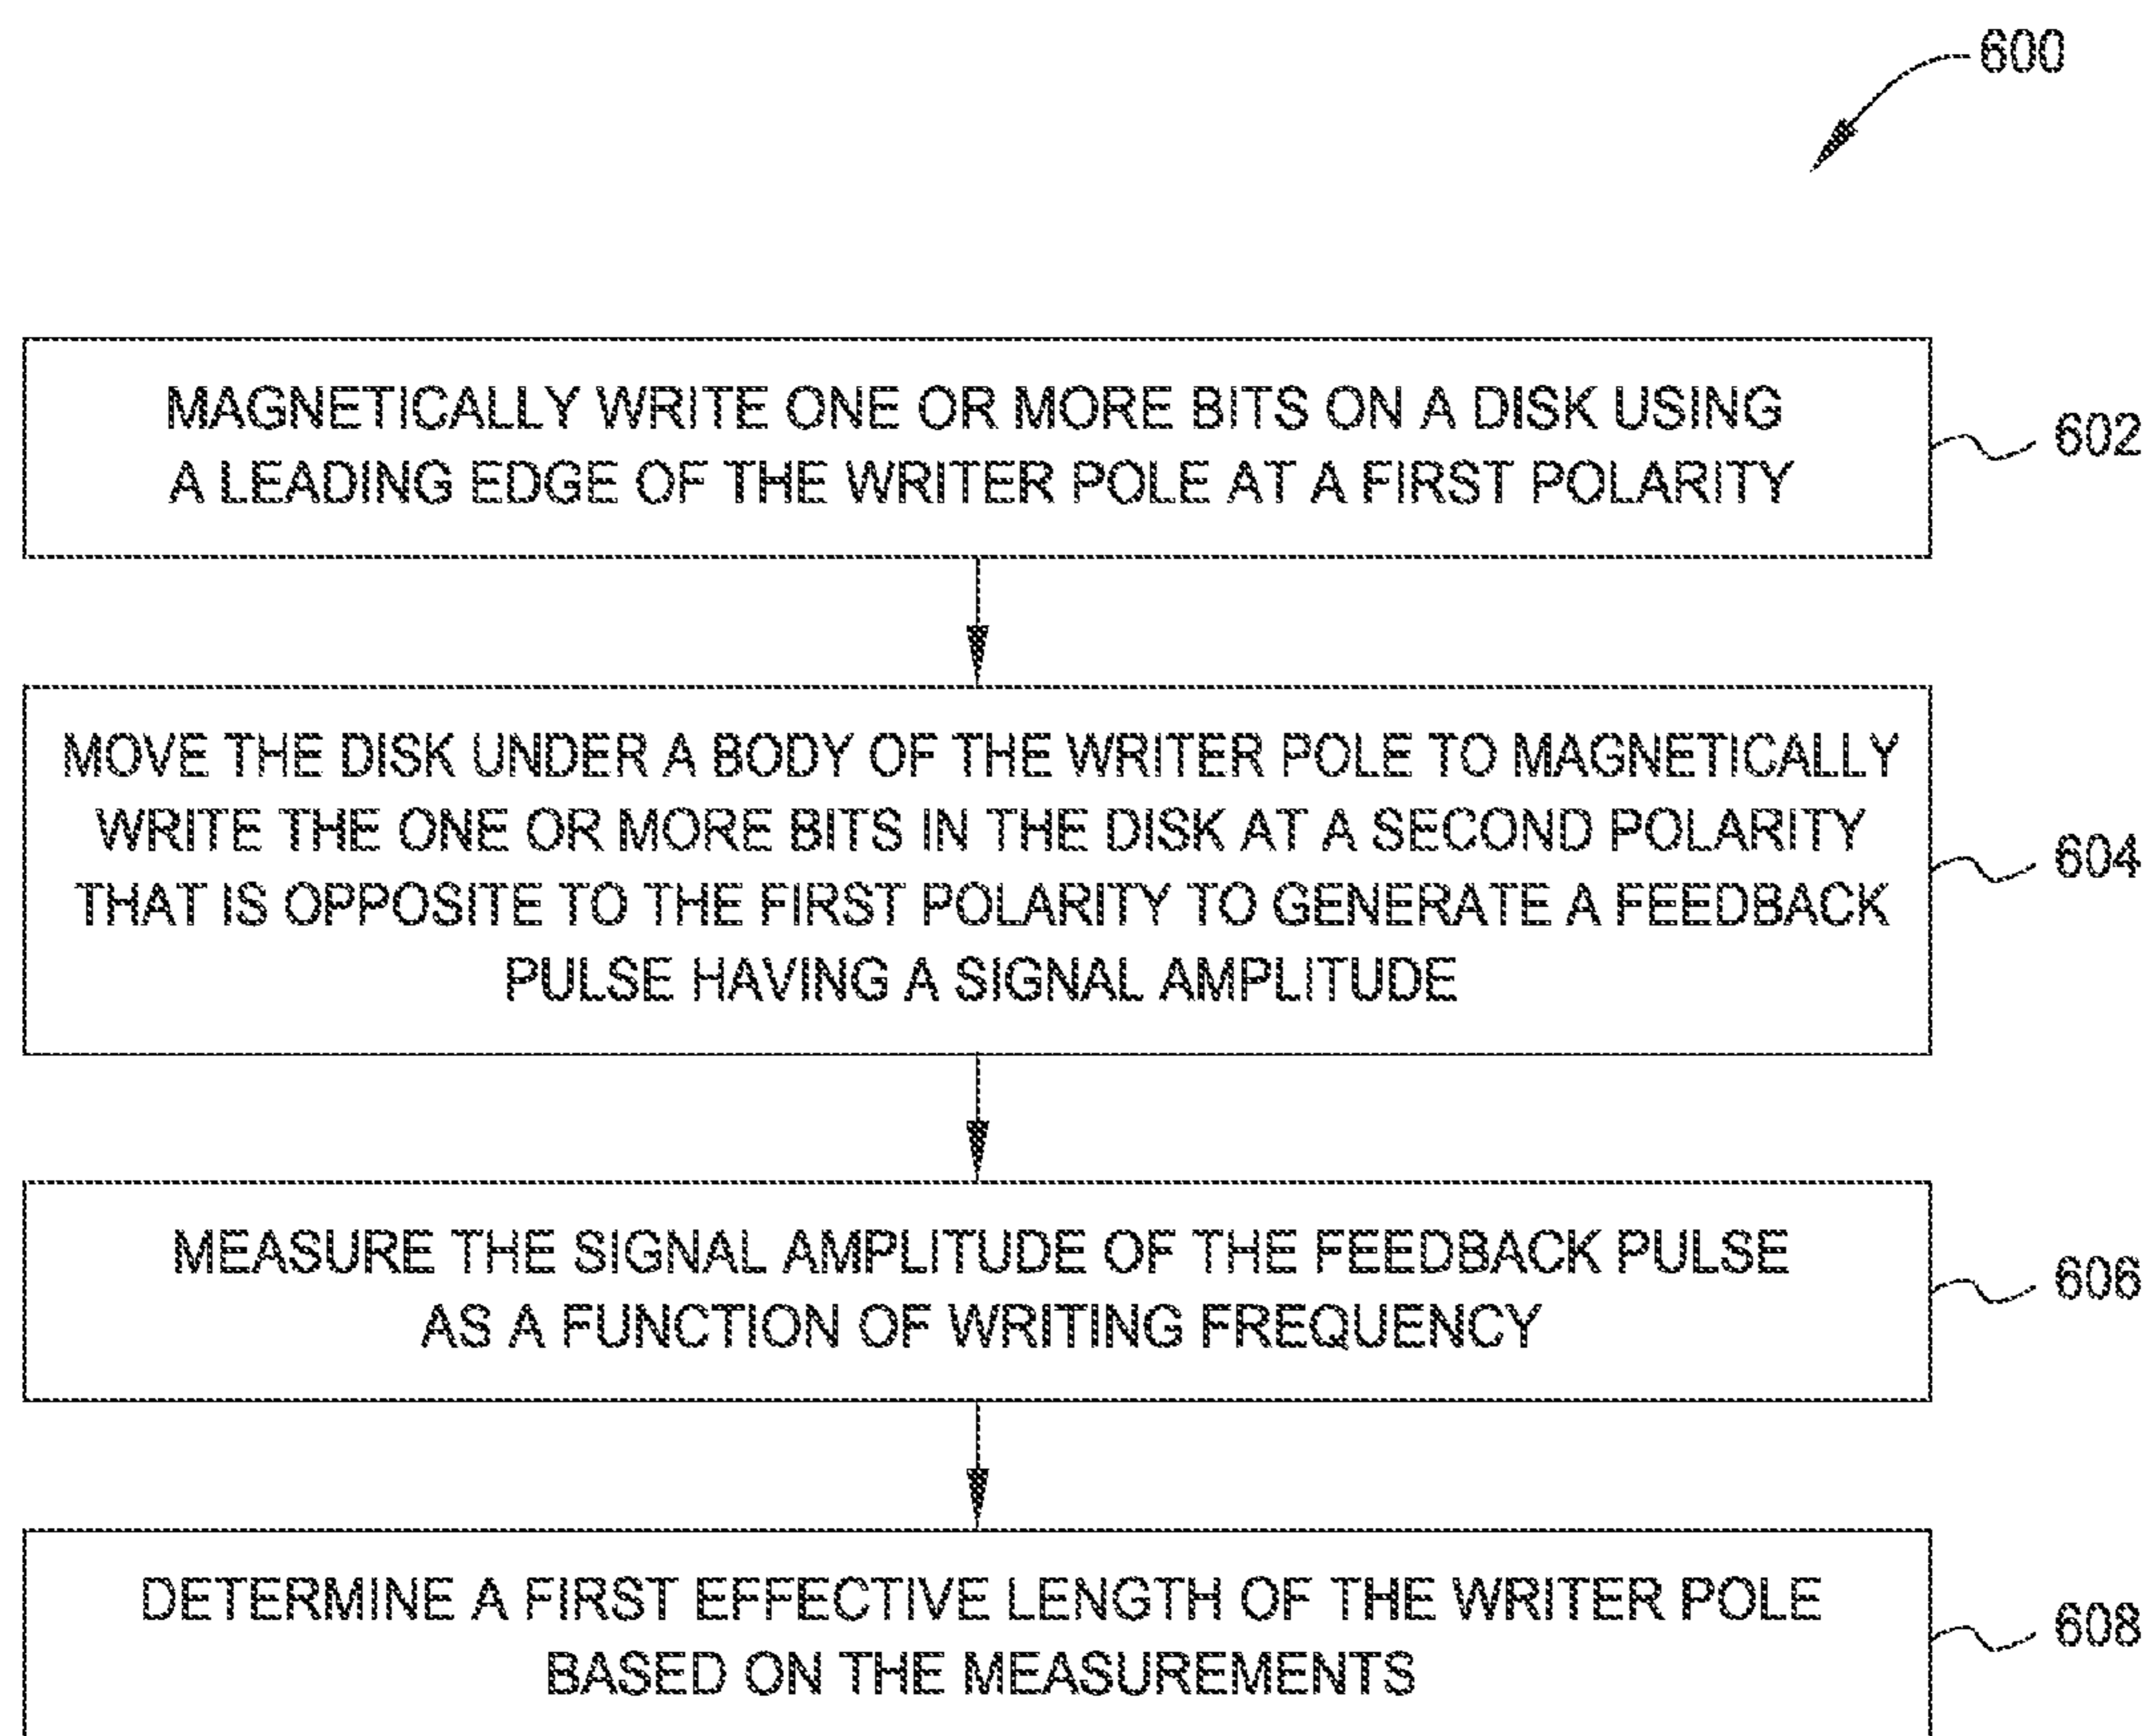 600
MAGNETICALLY WRITE ONE OR MORE BITS ON A DISK USING
A LEADING EDGE OF THE WRITER POLE AT A FIRST POLARITY
602
MOVE THE DISK UNDER A BODY OF THE WRITER POLE TO MAGNETICALLY
WRITE THE ONE OR MORE BITS IN THE DISK AT A SECOND POLARITY
THAT IS OPPOSITE TO THE FIRST POLARITY TO GENERATE A FEEDBACK
PULSE HAVING A SIGNAL AMPLITUDE
604
MEASURE THE SIGNAL AMPLITUDE OF THE FEEDBACK PULSE
AS A FUNCTION OF WRITING FREQUENCY
606
DETERMINE A FIRST EFFECTIVE LENGTH OF THE WRITER POLE
BASED ON THE MEASUREMENTS
608